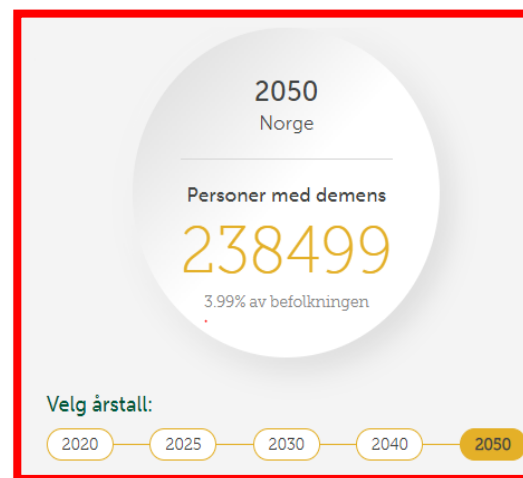 2050
Norge
Personer med demens
238499
3.99% av befolkningen
Velg årstall:
2020 2025 2030 2040 2050